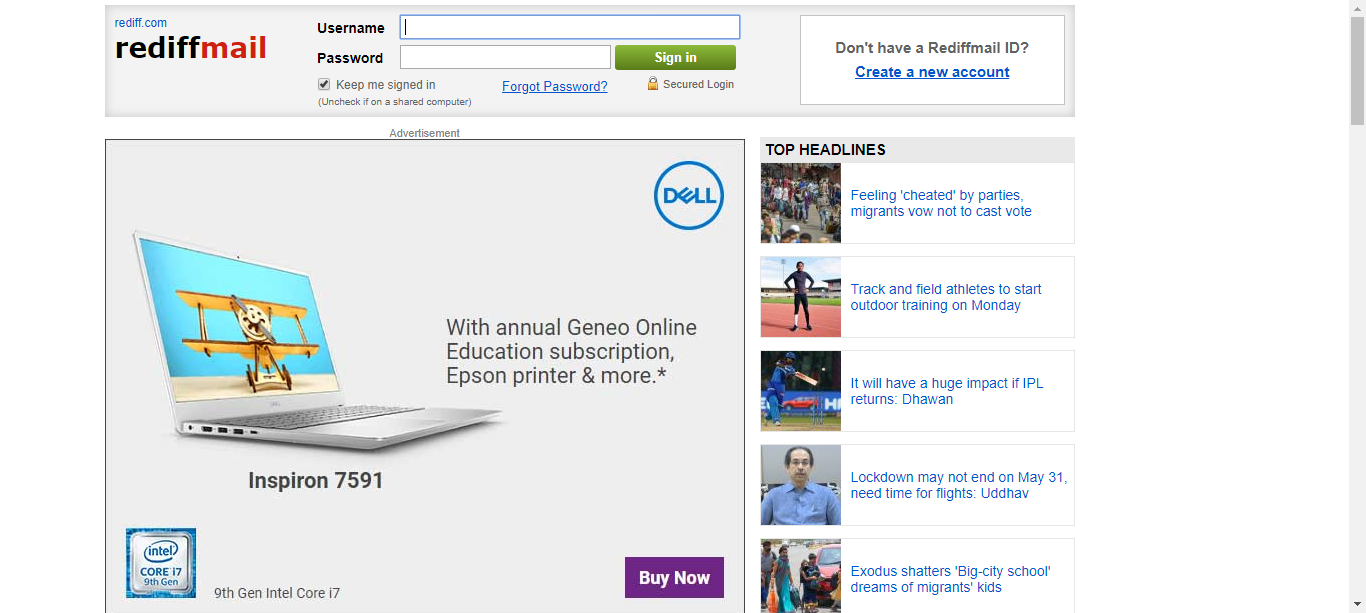 rediff.com
rediffmail
Username
Password
Sign in
Keep me signed in
(Uncheck if on a shared computer)
Forgot Password?
Secured Login
Don't have a Rediffmail ID?
Create a new account
Advertisement
DELL
With annual Geneo Online
Education subscription,
Epson printer & more.*
Inspiron 7591
intel
CORE i7
9th Gen
9th Gen Intel Core i7
Buy Now
TOP HEADLINES
Feeling 'cheated' by parties,
migrants vow not to cast vote
Track and field athletes to start
outdoor training on Monday
It will have a huge impact if IPL
returns: Dhawan
Lockdown may not end on May 31,
need time for flights: Uddhav
Exodus shatters 'Big-city school'
dreams of migrants' kids